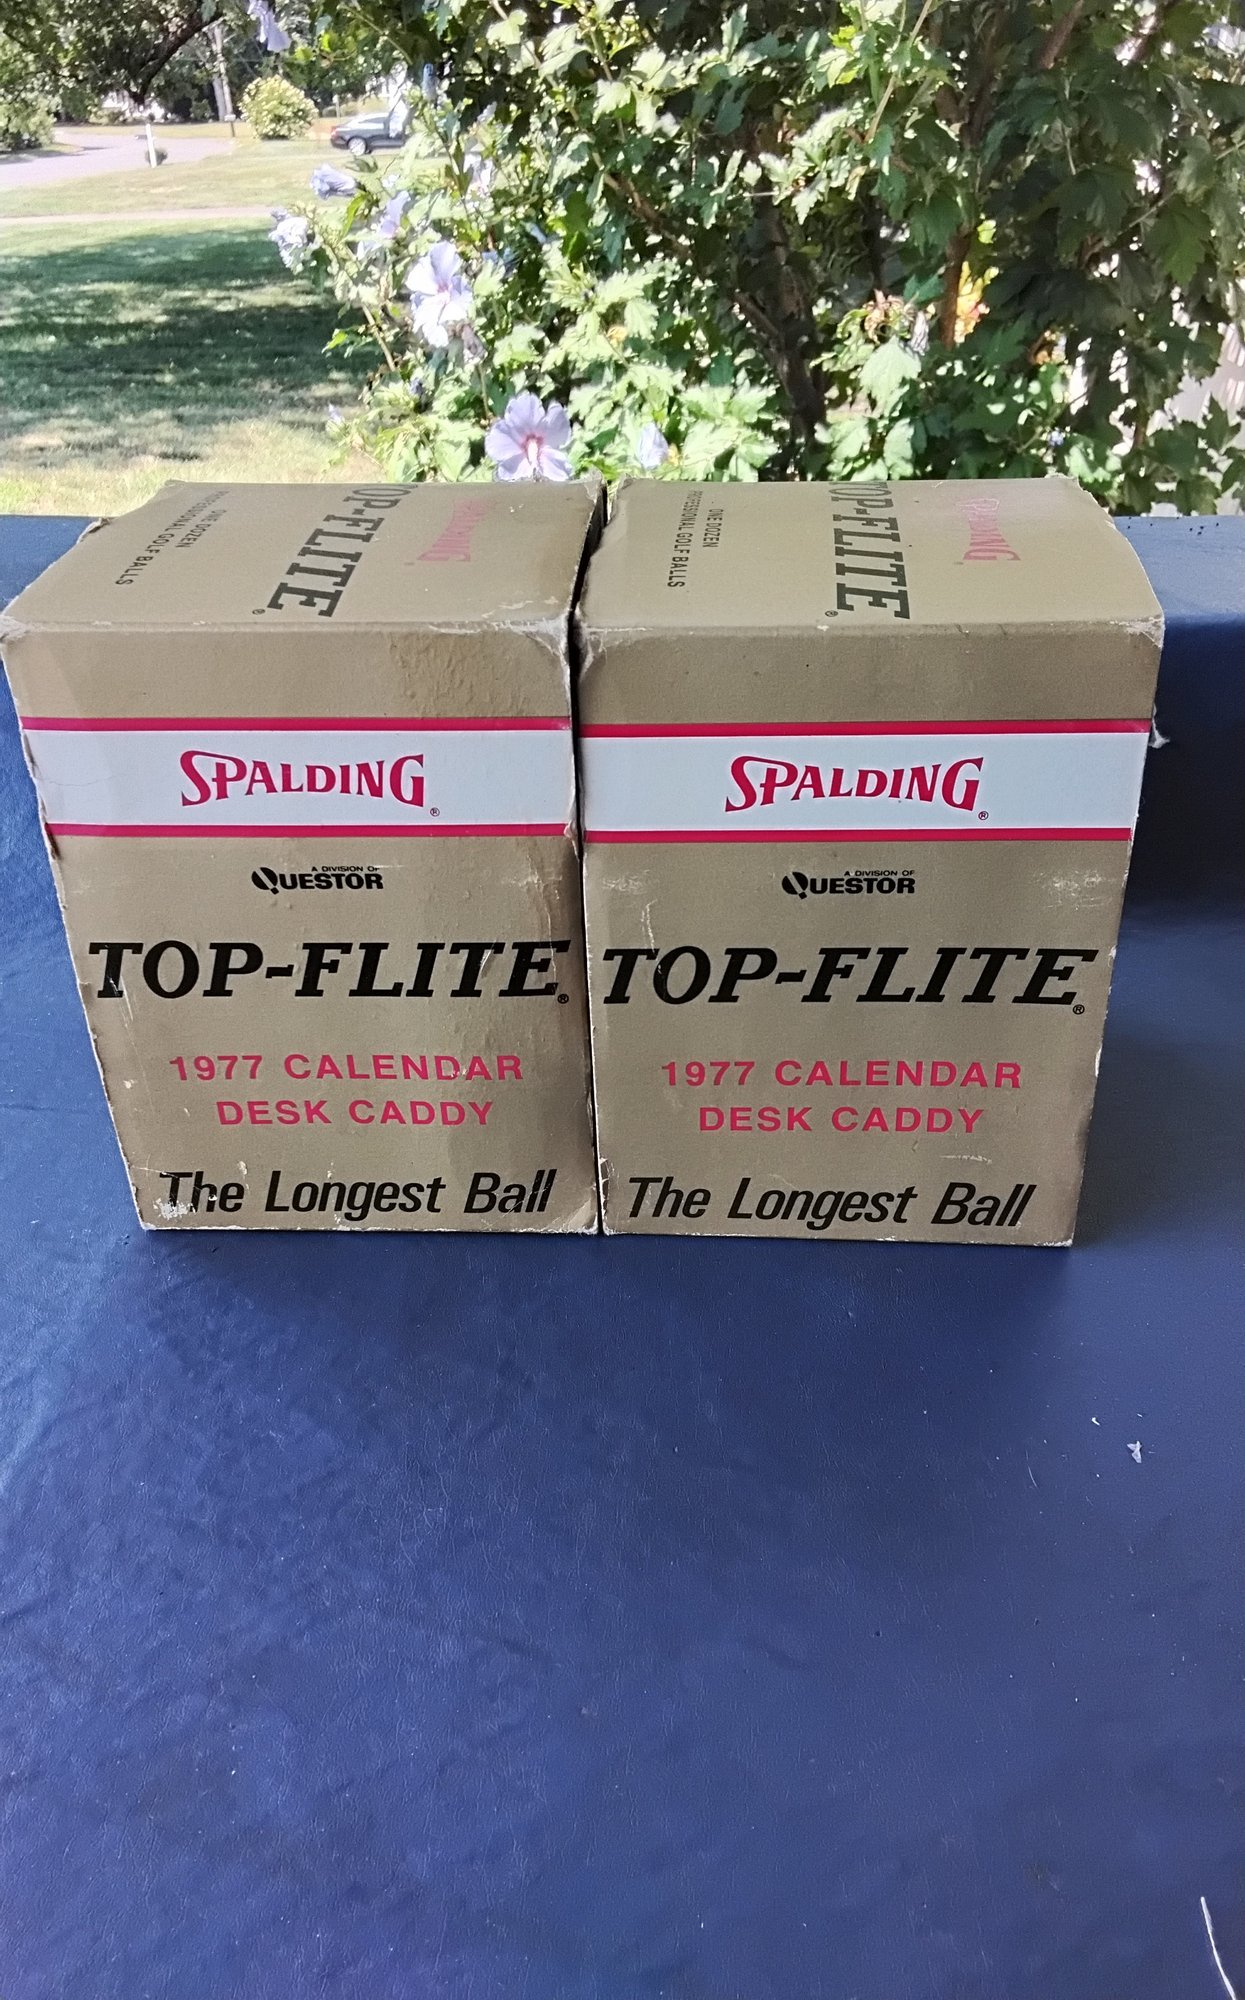 ONE DOZEN
PROFESSIONAL GOLF BALLS
TOP-FLITE®
SPALDING
SPALDING®
A DIVISION OF
QUESTOR
TOP-FLITE®
1977 CALENDAR
DESK CADDY
The Longest Ball
ONE DOZEN
PROFESSIONAL GOLF BALLS
TOP-FLITE®
SPALDING
SPALDING®
A DIVISION OF
QUESTOR
TOP-FLITE®
1977 CALENDAR
DESK CADDY
The Longest Ball